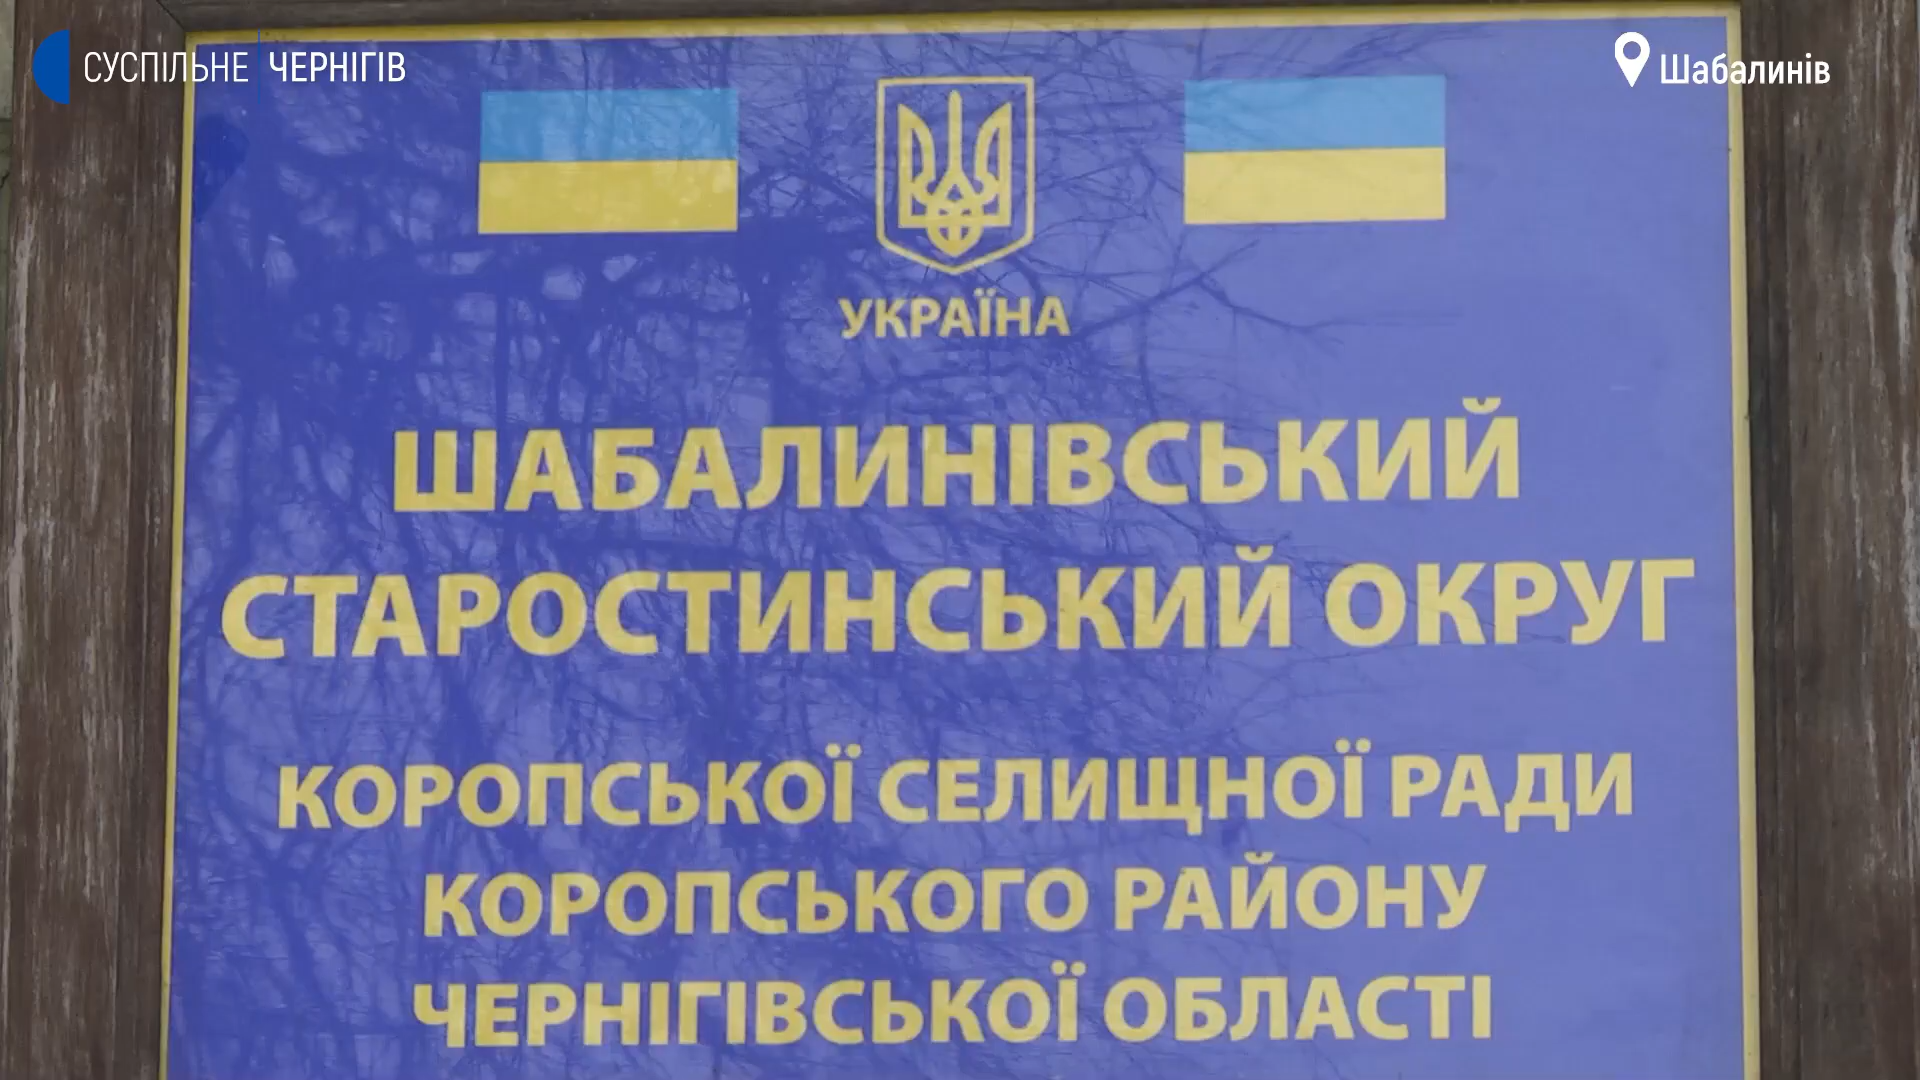 СУСПІЛЬНЕ ЧЕРНІГІВ
Шабалинів
УКРАЇНА
ШАБАЛИНІВСЬКИЙ
СТАРОСТИНСЬКИЙ ОКРУГ
КОРОПСЬКОЇ СЕЛИЩНОЇ РАДИ
КОРОПСЬКОГО РАЙОНУ
ЧЕРНІГІВСЬКОЇ ОБЛАСТІ